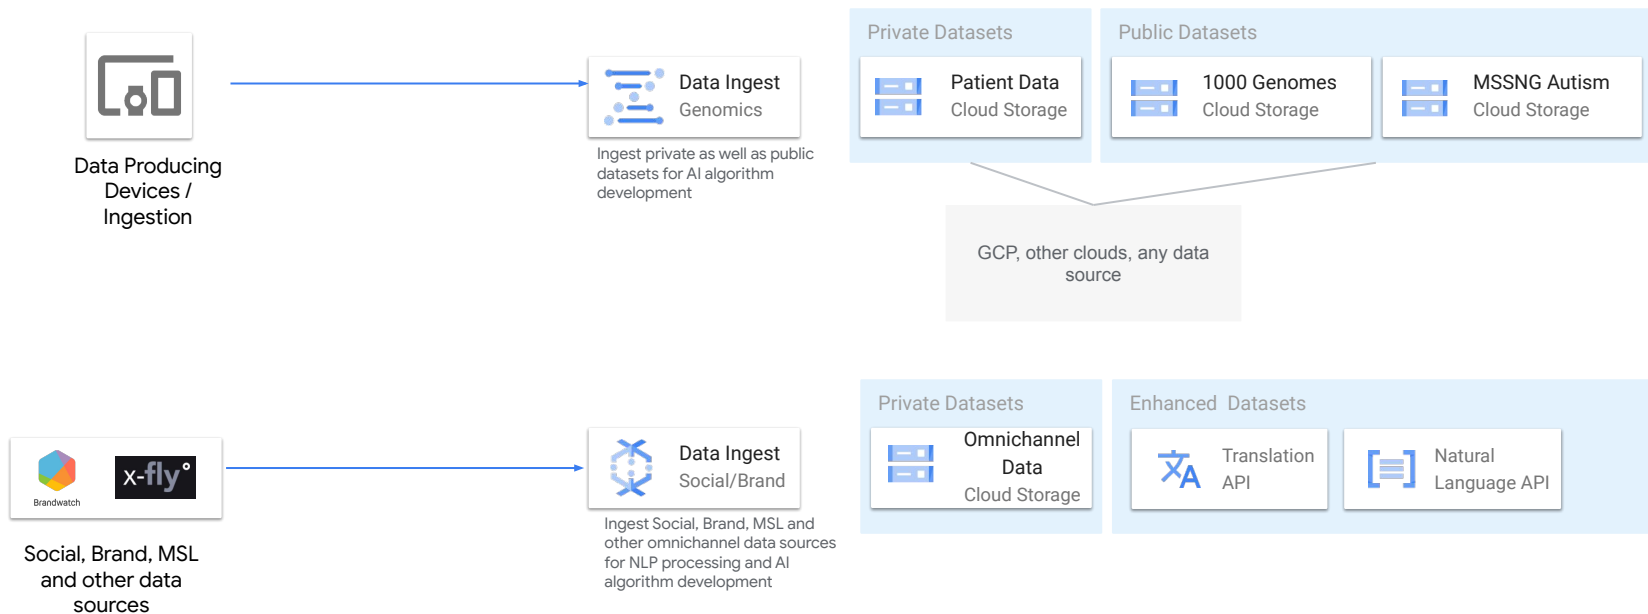 Private Datasets
Public Datasets
Data Ingest
Genomics
Patient Data
Cloud Storage
1000 Genomes
Cloud Storage
MSSNG Autism
Cloud Storage
Data Producing
Devices /
Ingestion
Ingest private as well as public
datasets for AI algorithm
development
GCP, other clouds, any data
source
Private Datasets
Enhanced Datasets
Brandwatch
x-fly°
Data Ingest
Social/Brand
Omnichannel
Data
Cloud Storage
Translation
API
Natural
Language API
Social, Brand, MSL
and other data
sources
Ingest Social, Brand, MSL and
other omnichannel data sources
for NLP processing and AI
algorithm development